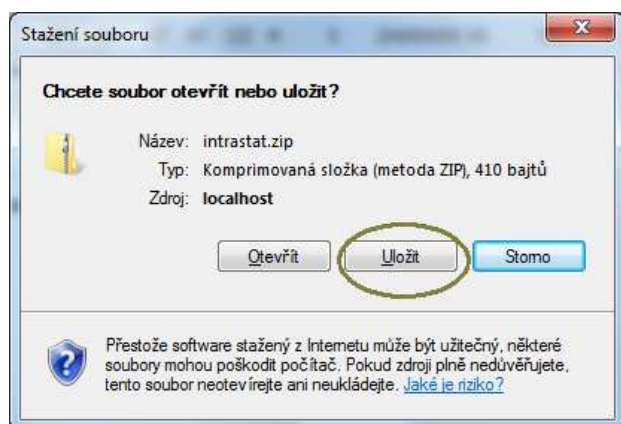 Stažení souboru
Chcete soubor otevřít nebo uložit?
Název: intrastat.zip
Typ: Komprimovaná složka (metoda ZIP), 410 bajtů
Zdroj: localhost
Otevřít Uložit Storno
Přestože software stažený z Internetu může být užitečný, některé
soubory mohou poškodit počítač. Pokud zdroji plně nedůvěřujete,
tento soubor neotevírejte ani neukládejte. Jaké je riziko?